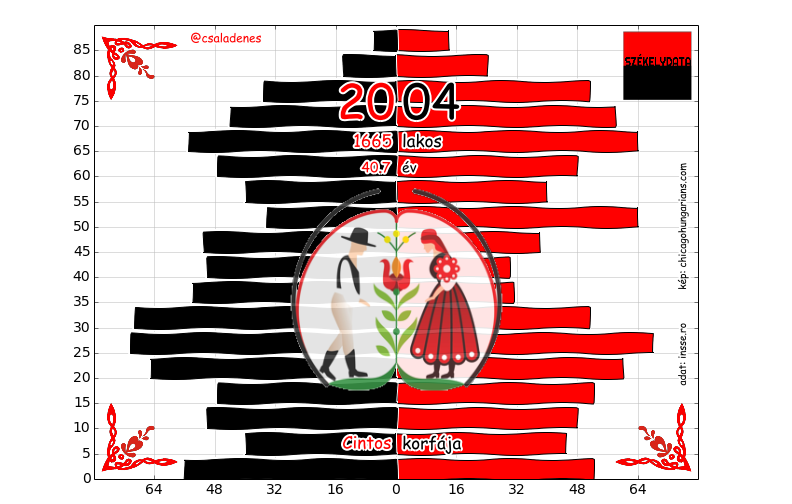 @csaladenes
SZÉKELYDATA
2004
1665 lakos
40.7 év
kép: chicagohungarians.com
adat: insse.ro
Cintos korfája
85
80
75
70
65
60
55
50
45
40
35
30
25
20
15
10
5
0
64 48 32 16 0 16 32 48 64